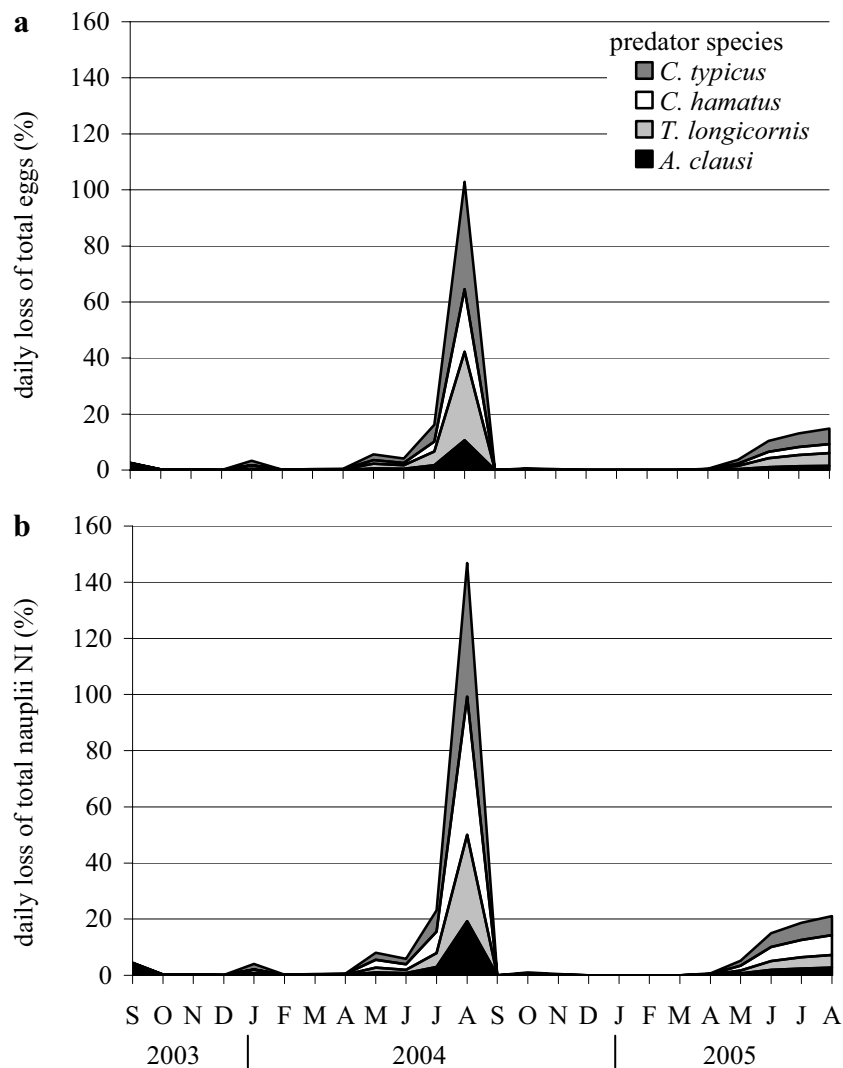 a
daily loss of total eggs (%)
160
140
120
100
80
60
40
20
0
predator species
C. typicus
C. hamatus
T. longicornis
A. clausi
b
daily loss of total nauplii NI (%)
160
140
120
100
80
60
40
20
0
S O N D J F M A M J J A S O N D J F M A M J J A
2003 2004 2005